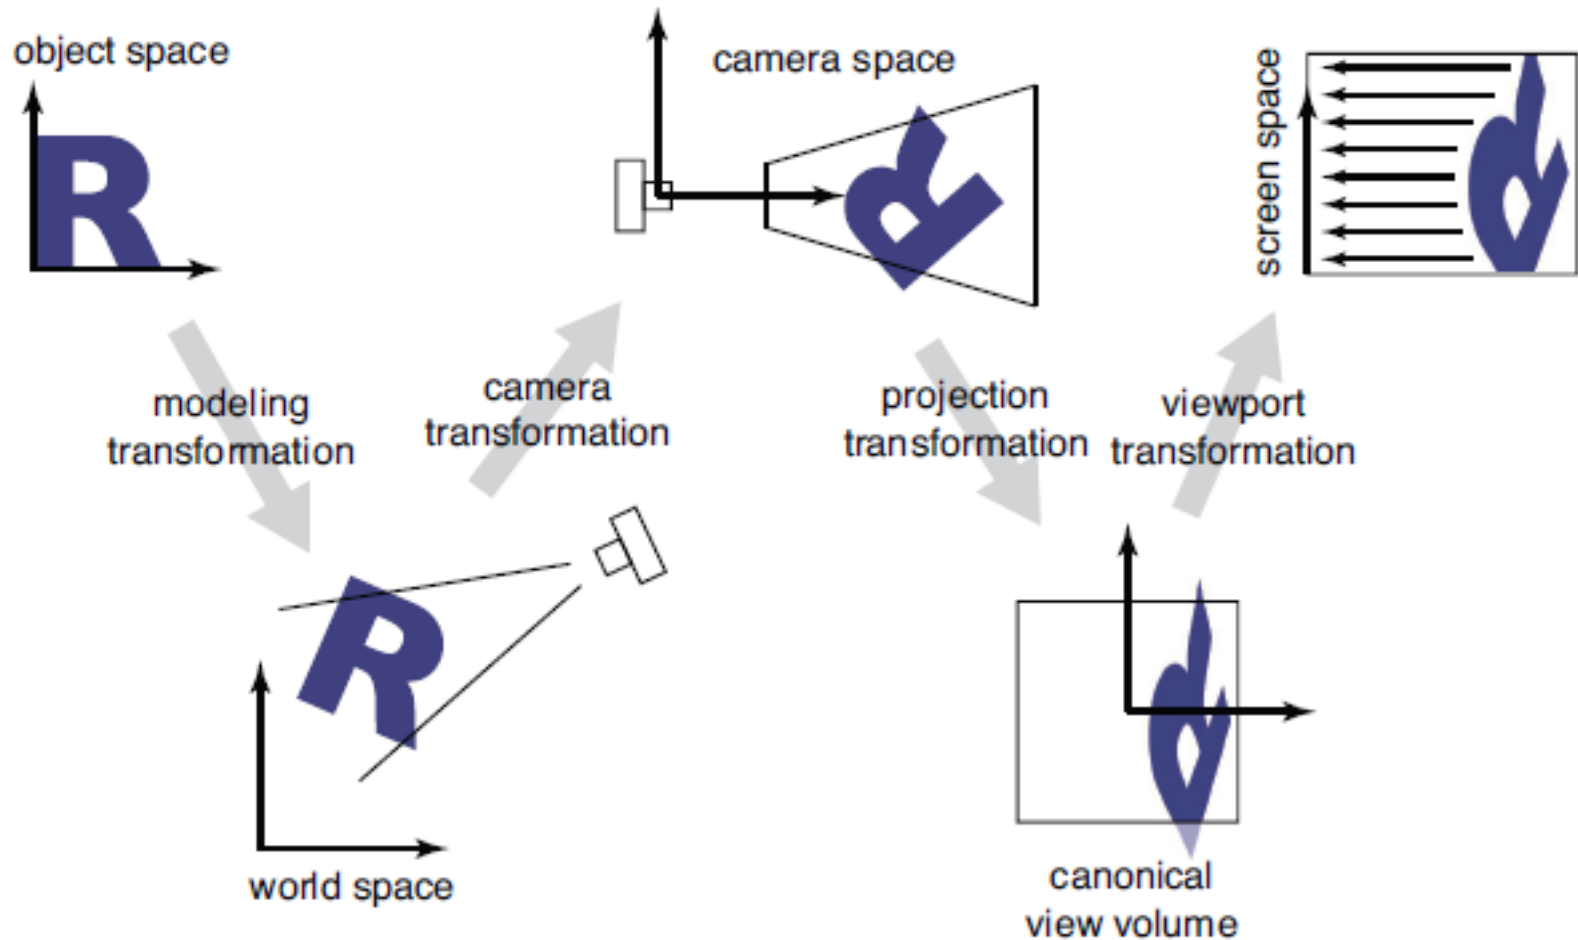 object space
R
modeling
transformation
R
world space
camera
transformation
camera space
R
projection
transformation
canonical
view volume
R
viewport
transformation
screen space
R